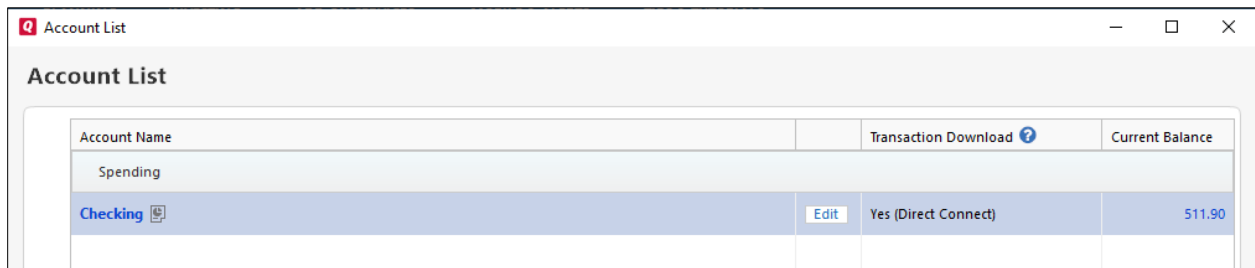 Account List
Account List
Account Name Transaction Download ? Current Balance
Spending
Checking Edit Yes (Direct Connect) 511.90